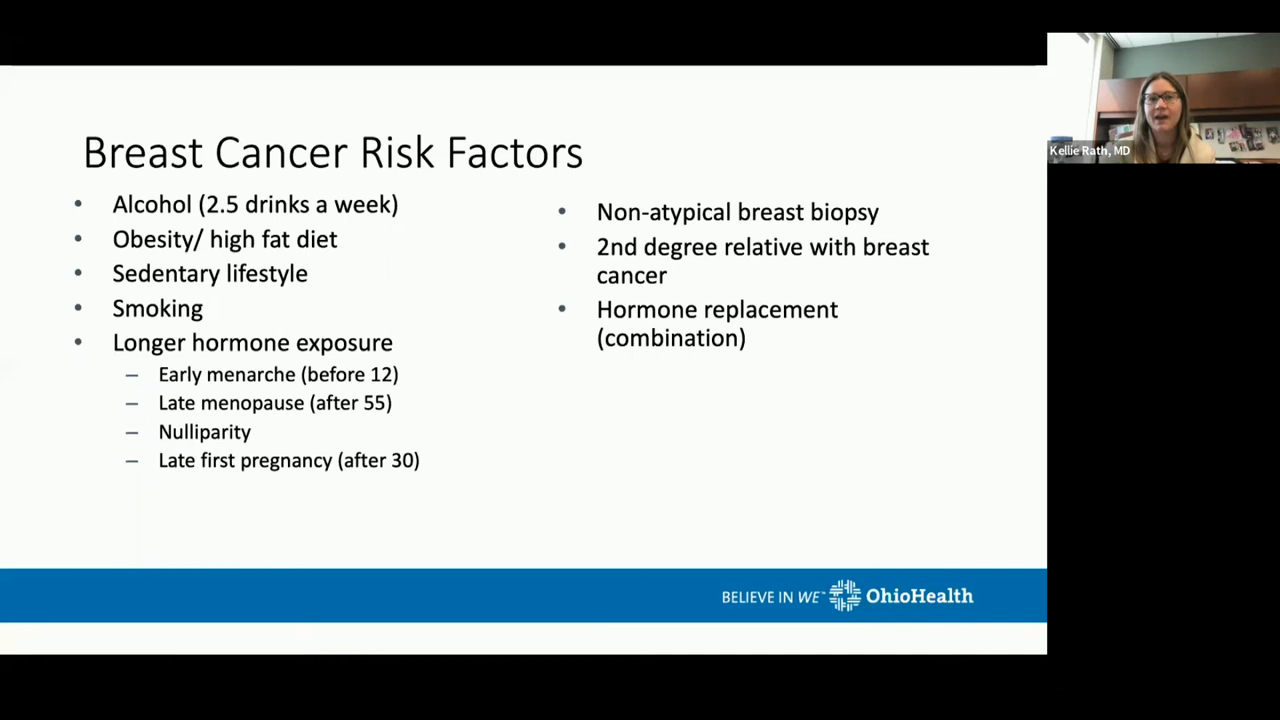 Breast Cancer Risk Factors
• Alcohol (2.5 drinks a week)
• Obesity/ high fat diet
• Sedentary lifestyle
• Smoking
• Longer hormone exposure
– Early menarche (before 12)
– Late menopause (after 55)
– Nulliparity
– Late first pregnancy (after 30)
• Non-atypical breast biopsy
• 2nd degree relative with breast
cancer
• Hormone replacement
(combination)
BELIEVE IN WE™ OhioHealth
Kellie Rath, MD